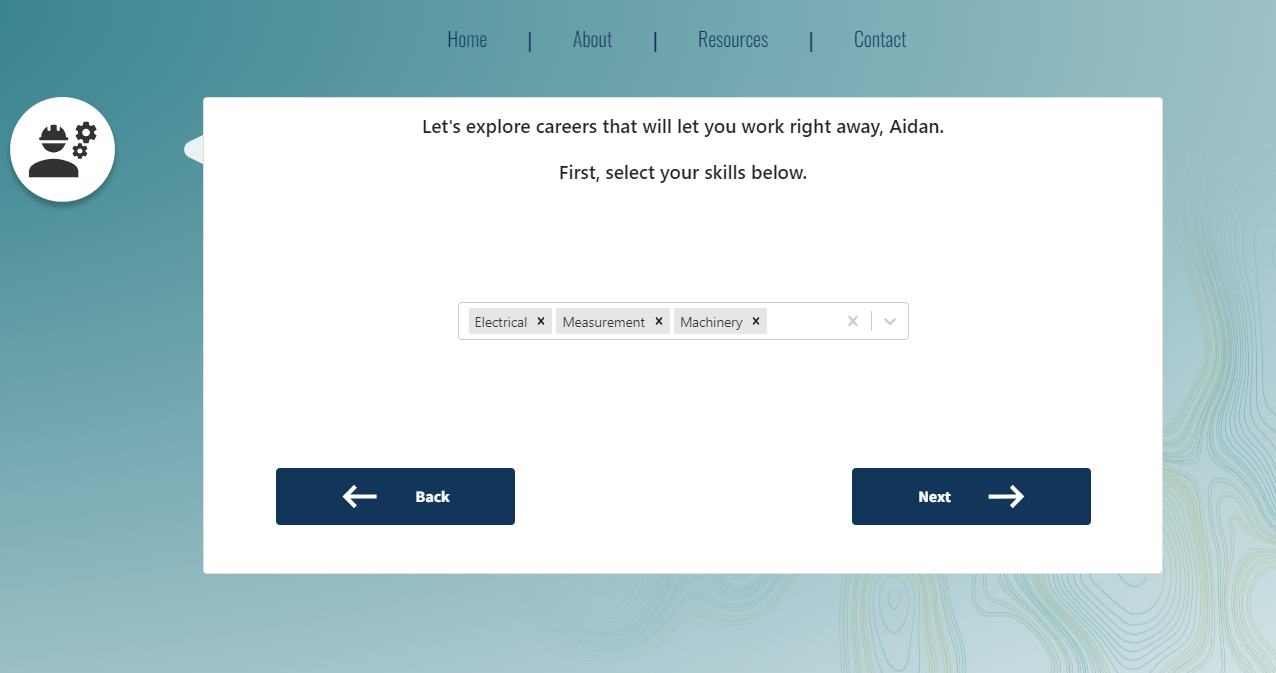 Home | About | Resources | Contact
Let's explore careers that will let you work right away, Aidan.
First, select your skills below.
Electrical × Measurement × Machinery ×
Back
Next